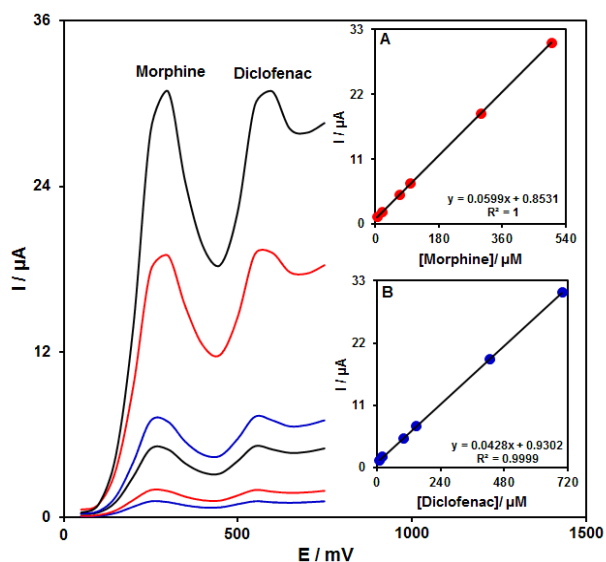 36
24
12
0
I / µA
0
500
1000
1500
E / mV
Morphine
Diclofenac
A
33
22
11
0
I / µA
y = 0.0599x + 0.8531
R² = 1
0
180
360
540
[Morphine]/ µM
B
33
22
11
0
I / µA
y = 0.0428x + 0.9302
R² = 0.9999
0
240
480
720
[Diclofenac]/ µM